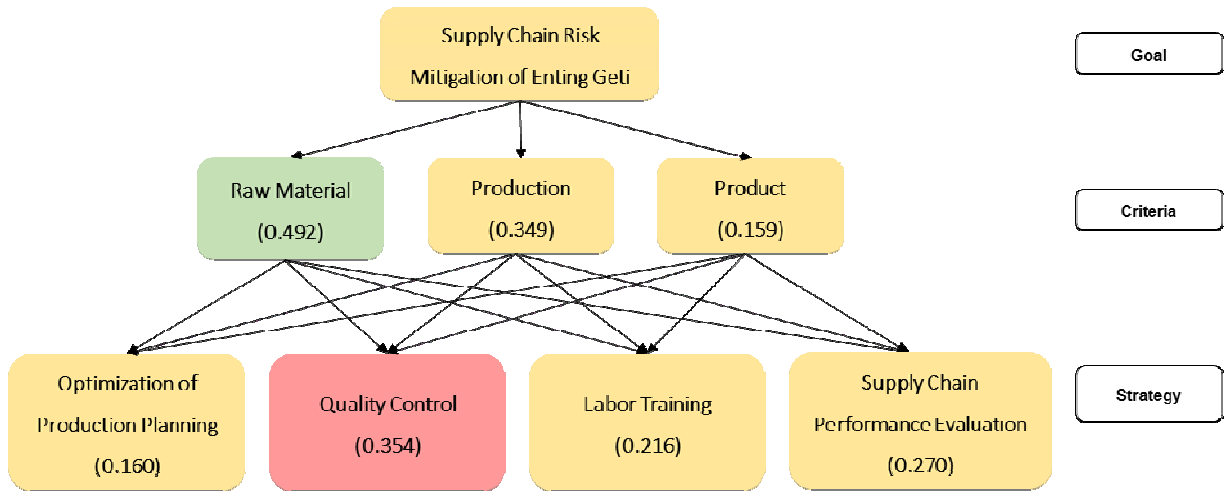 Supply Chain Risk
Mitigation of Enting Geti
Goal
Raw Material
(0.492)
Production
(0.349)
Product
(0.159)
Criteria
Optimization of
Production Planning
(0.160)
Quality Control
(0.354)
Labor Training
(0.216)
Supply Chain
Performance Evaluation
(0.270)
Strategy